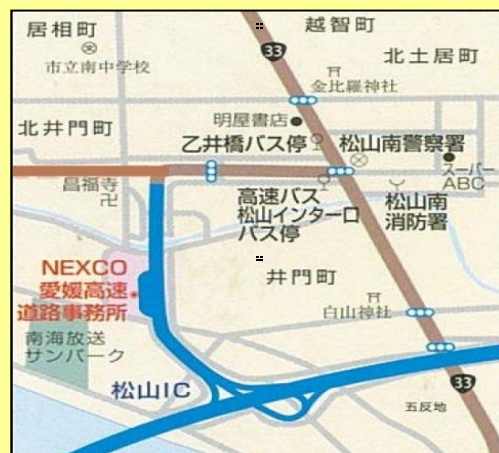 居相町
越智町
33
市立南中学校
北土居町
金比羅神社
明屋書店
北井門町
乙井橋バス停
松山南警察署
スーパー
ABC
昌福寺
高速バス
松山インター口
バス停
松山南
消防署
NEXCO
愛媛高速
道路事務所
井門町
白山神社
南海放送
サンパーク
松山IC
33
五反地